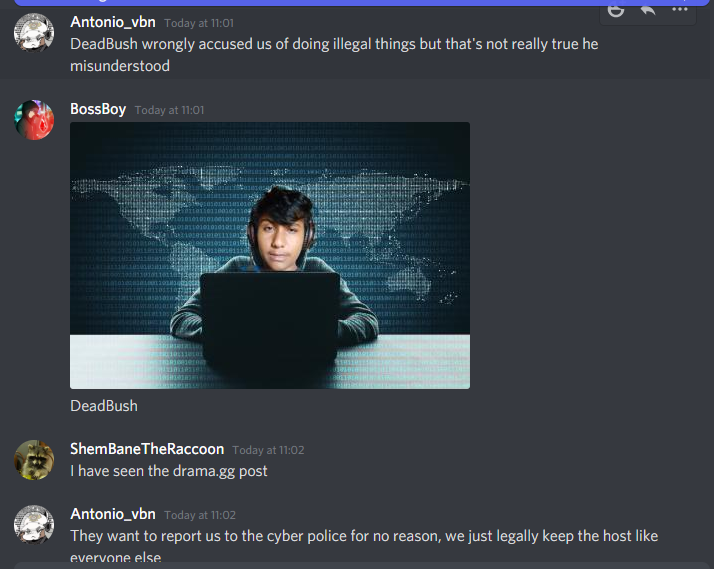 Antonio_vbn Today at 11:01
DeadBush wrongly accused us of doing illegal things but that's not really true he
misunderstood
BossBoy Today at 11:01
DeadBush
ShemBaneTheRaccoon Today at 11:02
I have seen the drama.gg post
Antonio_vbn Today at 11:02
They want to report us to the cyber police for no reason, we just legally keep the host like
everyone else